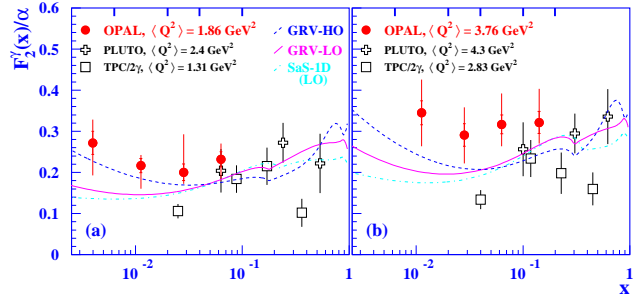 F₂^γ(x)/α
0.6
0.5
0.4
0.3
0.2
0.1
0
OPAL, ⟨ Q² ⟩ = 1.86 GeV²
PLUTO, ⟨ Q² ⟩ = 2.4 GeV²
TPC/2γ, ⟨ Q² ⟩ = 1.31 GeV²
GRV-HO
GRV-LO
SaS-1D
(LO)
(a)
10⁻²
10⁻¹
1
OPAL, ⟨ Q² ⟩ = 3.76 GeV²
PLUTO, ⟨ Q² ⟩ = 4.3 GeV²
TPC/2γ, ⟨ Q² ⟩ = 2.83 GeV²
(b)
10⁻²
10⁻¹
1
x